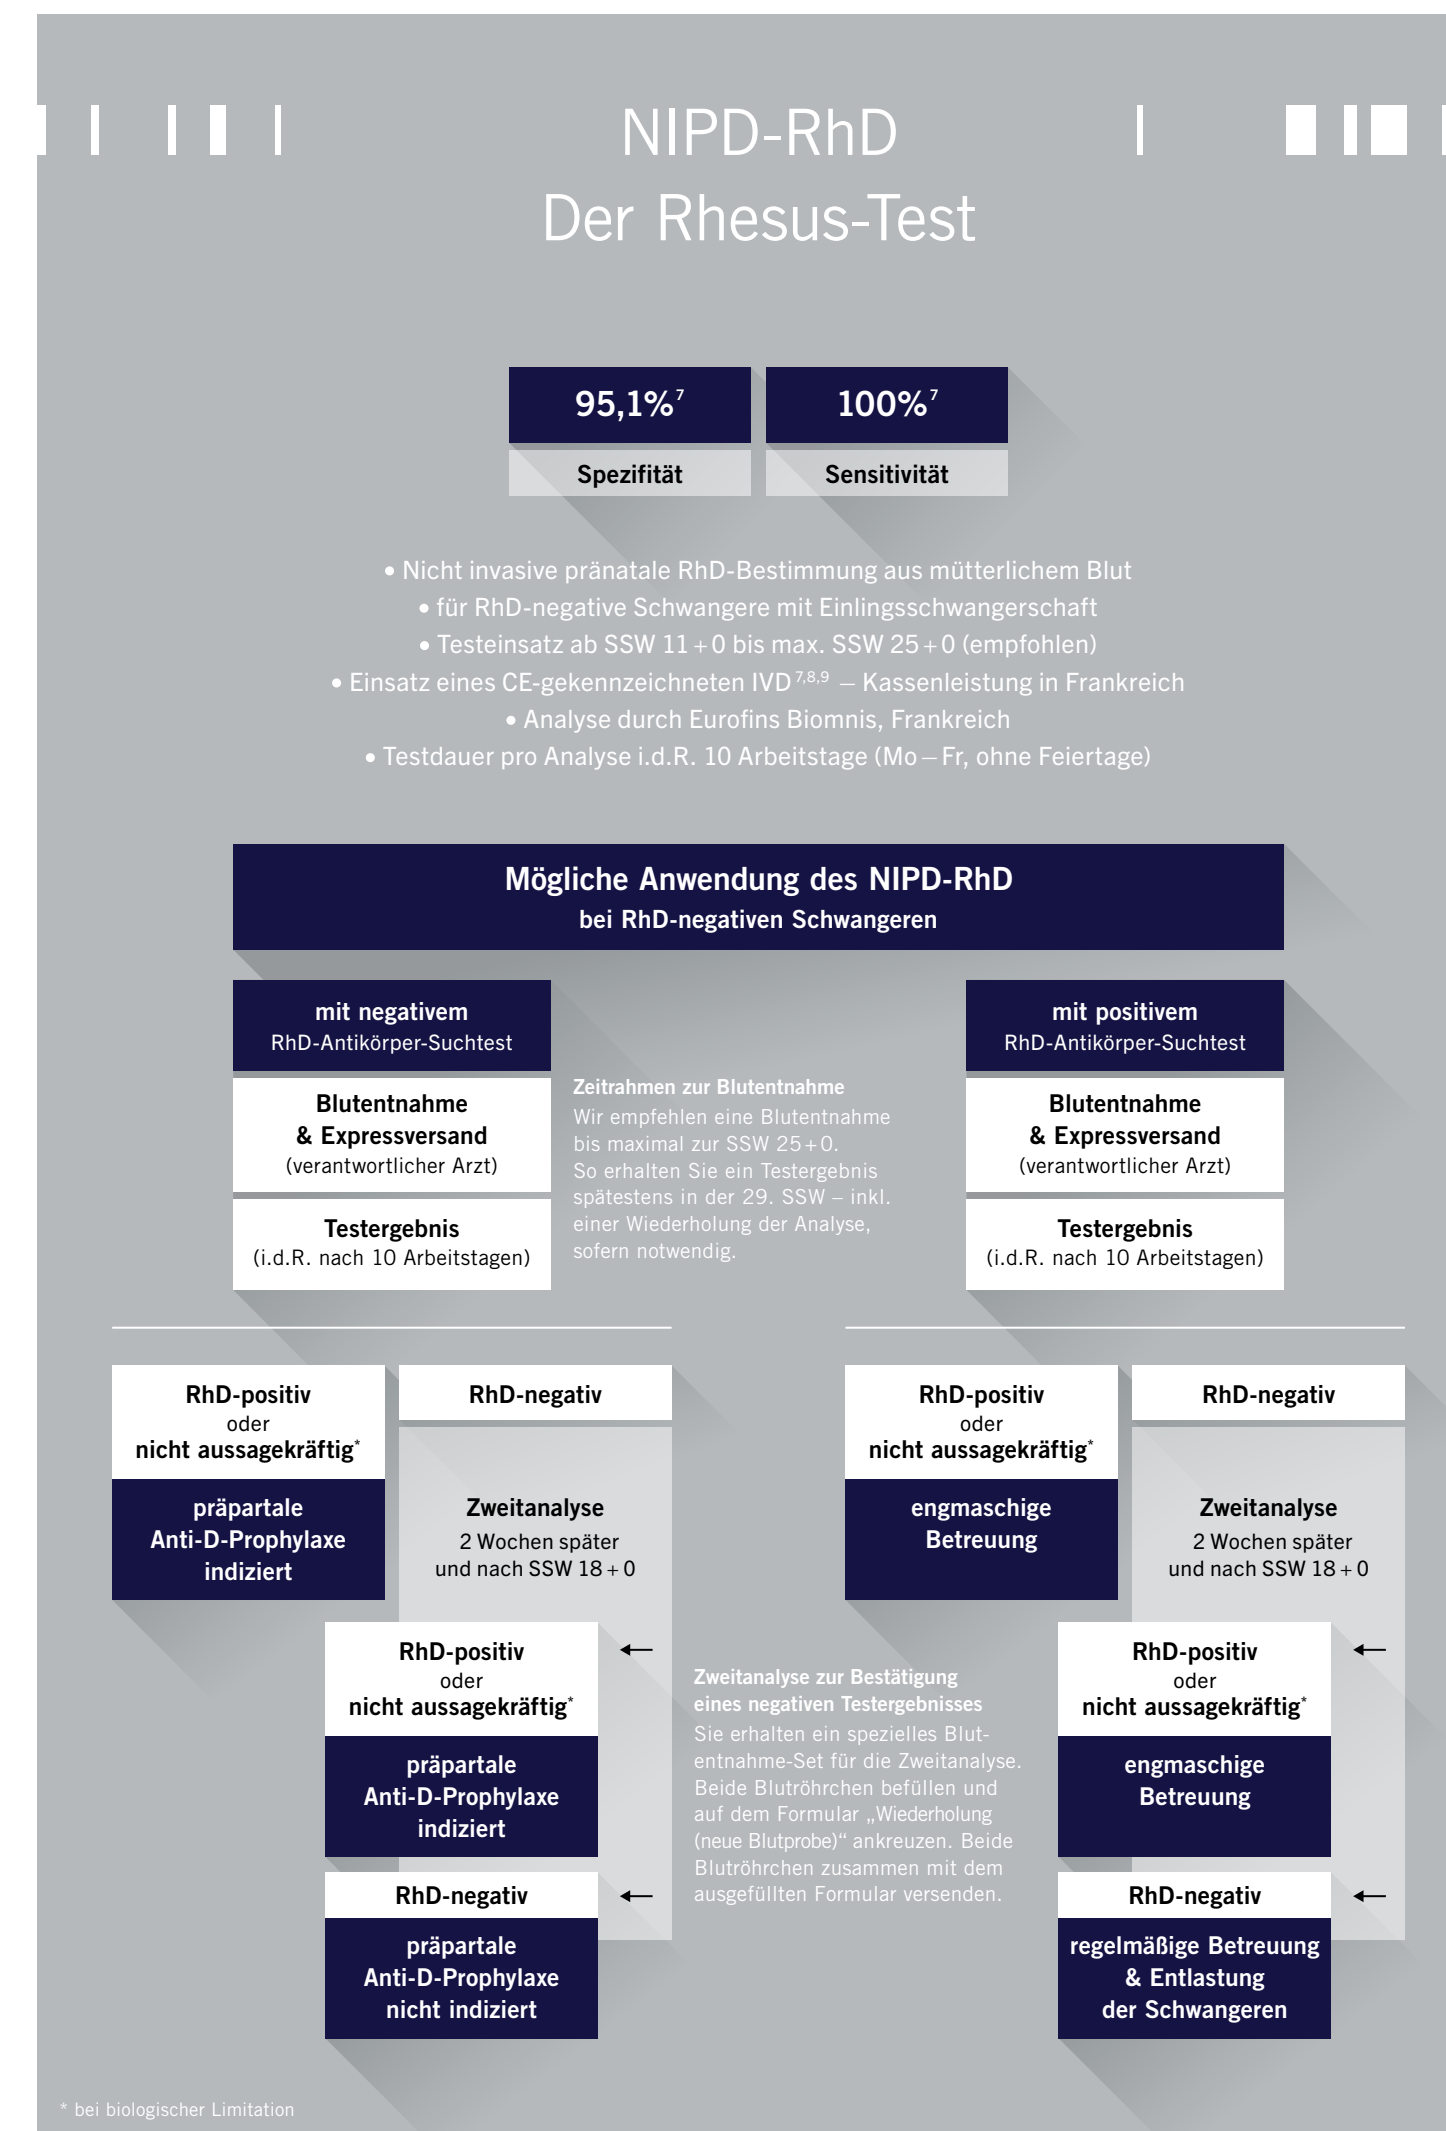 NIPD-RhD
Der Rhesus-Test
95,1%7
100%7
Spezifität
Sensitivität
• Nicht invasive pränatale RhD-Bestimmung aus mütterlichem Blut
• für RhD-negative Schwangere mit Einlingsschwangerschaft
• Testeinsatz ab SSW 11+0 bis max. SSW 25+0 (empfohlen)
• Einsatz eines CE-gekennzeichneten IVD7,8,9 – Kassenleistung in Frankreich
• Analyse durch Eurofins Biomnis, Frankreich
• Testdauer pro Analyse i.d.R. 10 Arbeitstage (Mo–Fr, ohne Feiertage)
Mögliche Anwendung des NIPD-RhD
bei RhD-negativen Schwangeren
mit negativem
RhD-Antikörper-Suchtest
Blutentnahme
& Expressversand
(verantwortlicher Arzt)
Testergebnis
(i.d.R. nach 10 Arbeitstagen)
Zeitrahmen zur Blutentnahme
Wir empfehlen eine Blutentnahme
bis maximal zur SSW 25+0.
So erhalten Sie ein Testergebnis
spätestens in der 29. SSW – inkl.
einer Wiederholung der Analyse,
sofern notwendig.
mit positivem
RhD-Antikörper-Suchtest
Blutentnahme
& Expressversand
(verantwortlicher Arzt)
Testergebnis
(i.d.R. nach 10 Arbeitstagen)
RhD-positiv
oder
nicht aussagekräftig*
präpartale
Anti-D-Prophylaxe
indiziert
RhD-negativ
Zweitanalyse
2 Wochen später
und nach SSW 18+0
RhD-positiv
oder
nicht aussagekräftig*
präpartale
Anti-D-Prophylaxe
indiziert
RhD-negativ
präpartale
Anti-D-Prophylaxe
nicht indiziert
Zweitanalyse zur Bestätigung
eines negativen Testergebnisses
Sie erhalten ein spezielles Blut-
entnahme-Set für die Zweitanalyse.
Beide Blutröhrchen befüllen und
auf dem Formular „Wiederholung
(neue Blutprobe)“ ankreuzen. Beide
Blutröhrchen zusammen mit dem
ausgefüllten Formular versenden.
RhD-positiv
oder
nicht aussagekräftig*
engmaschige
Betreuung
RhD-negativ
Zweitanalyse
2 Wochen später
und nach SSW 18+0
RhD-positiv
oder
nicht aussagekräftig*
engmaschige
Betreuung
RhD-negativ
regelmäßige Betreuung
& Entlastung
der Schwangeren
* bei biologischer Limitation